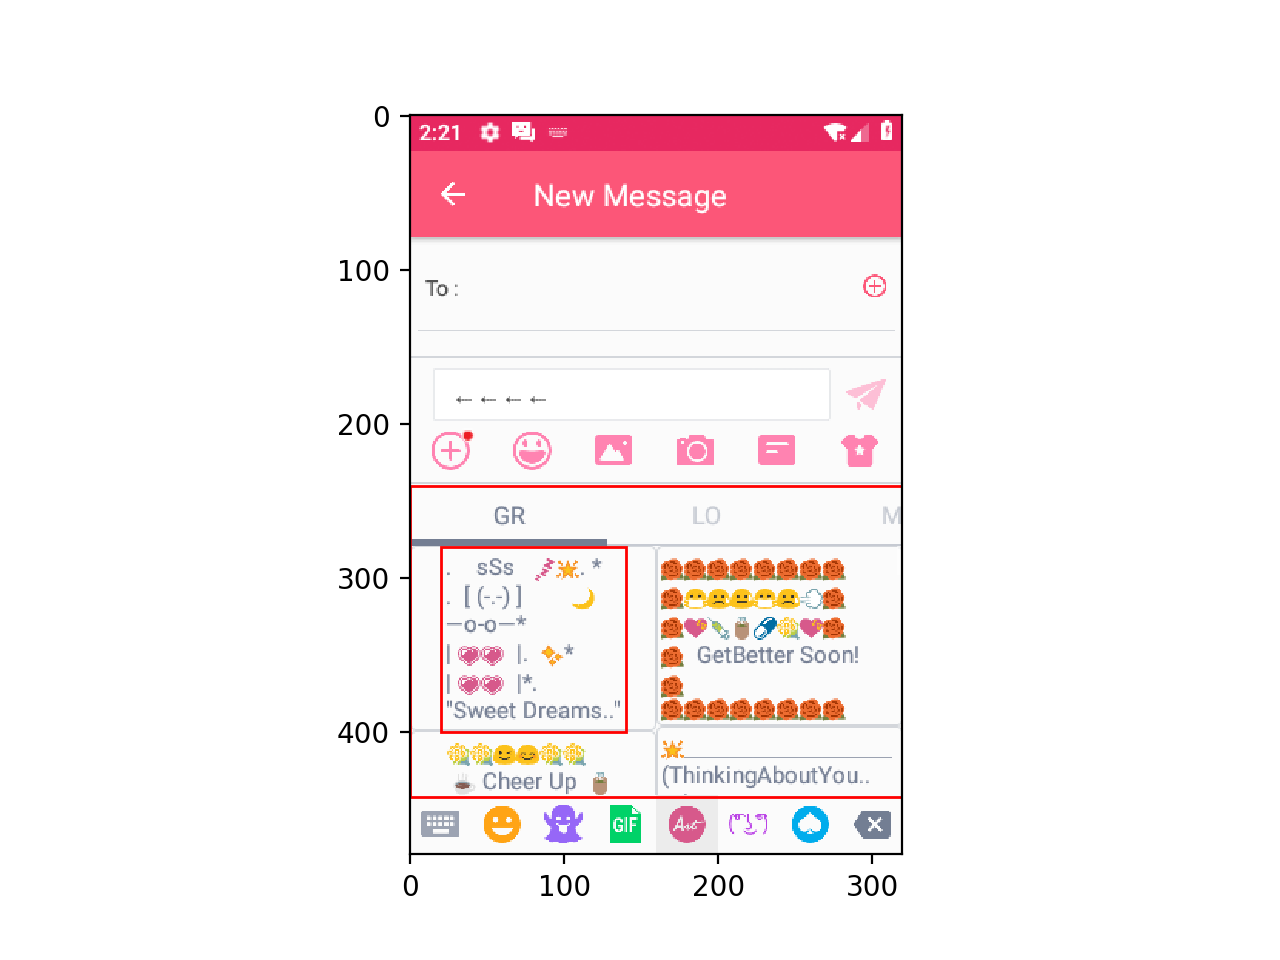 0
100
200
300
400
0 100 200 300
2:21
New Message
To :
← ← ← ←
GR LO M
. sSs 〰🌟. *
. [ (-.-) ] 🌙
—o-o—*
| 💗💗 |. ✨*
| 💗💗 |*.
"Sweet Dreams.."
GetBetter Soon!
Cheer Up
(ThinkingAboutYou..
GIF
Art
( ͡° ͜ʖ ͡°)